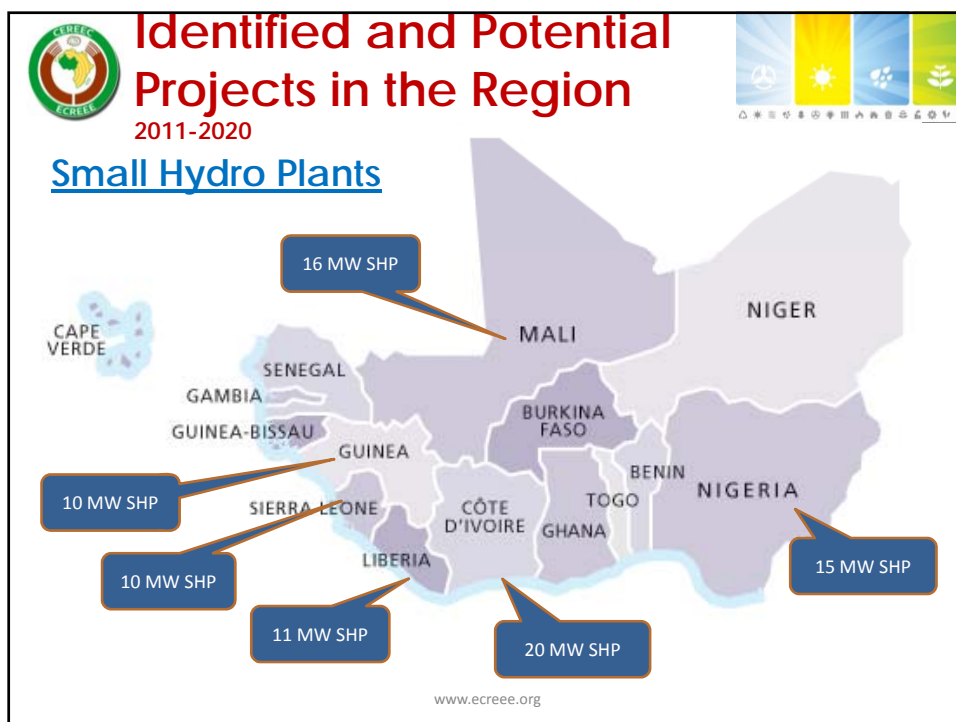 CEREEC
ECREEE
Identified and Potential
Projects in the Region
2011-2020
Small Hydro Plants
16 MW SHP
NIGER
CAPE
VERDE
MALI
SENEGAL
GAMBIA
BURKINA
FASO
GUINEA-BISSAU
GUINEA
BENIN
10 MW SHP
SIERRA LEONE
CÔTE
D'IVOIRE
GHANA
TOGO
NIGERIA
LIBERIA
10 MW SHP
15 MW SHP
11 MW SHP
20 MW SHP
www.ecreee.org